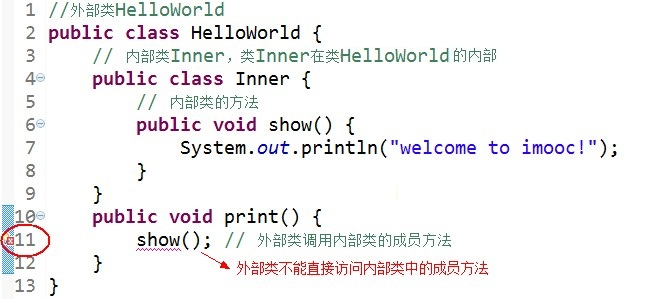 1 //外部类HelloWorld
2 public class HelloWorld {
3     // 内部类Inner，类Inner在类HelloWorld的内部
4     public class Inner {
5         // 内部类的方法
6         public void show() {
7             System.out.println("welcome to imooc!");
8         }
9     }
10     public void print() {
11         show(); // 外部类调用内部类的成员方法
12     }
外部类不能直接访问内部类中的成员方法
13 }